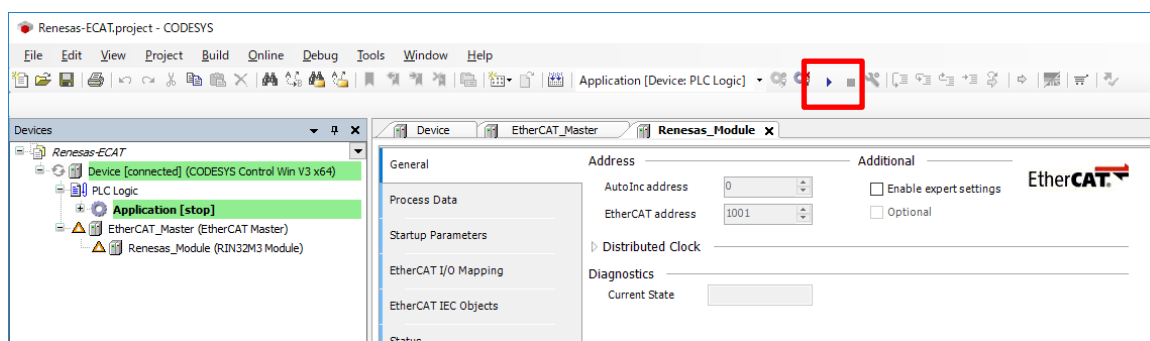 Renesas-ECAT.project - CODESYS
File Edit View Project Build Online Debug Tools Window Help
Application [Device: PLC Logic]
Devices
Device EtherCAT_Master Renesas_Module
Renesas-ECAT
Device [connected] (CODESYS Control Win V3 x64)
PLC Logic
Application [stop]
EtherCAT_Master (EtherCAT Master)
Renesas_Module (RIN32M3 Module)
General
Process Data
Startup Parameters
EtherCAT I/O Mapping
EtherCAT IEC Objects
Status
Address
AutoInc address 0
EtherCAT address 1001
Distributed Clock
Diagnostics
Current State
Additional
Enable expert settings
Optional
EtherCAT.